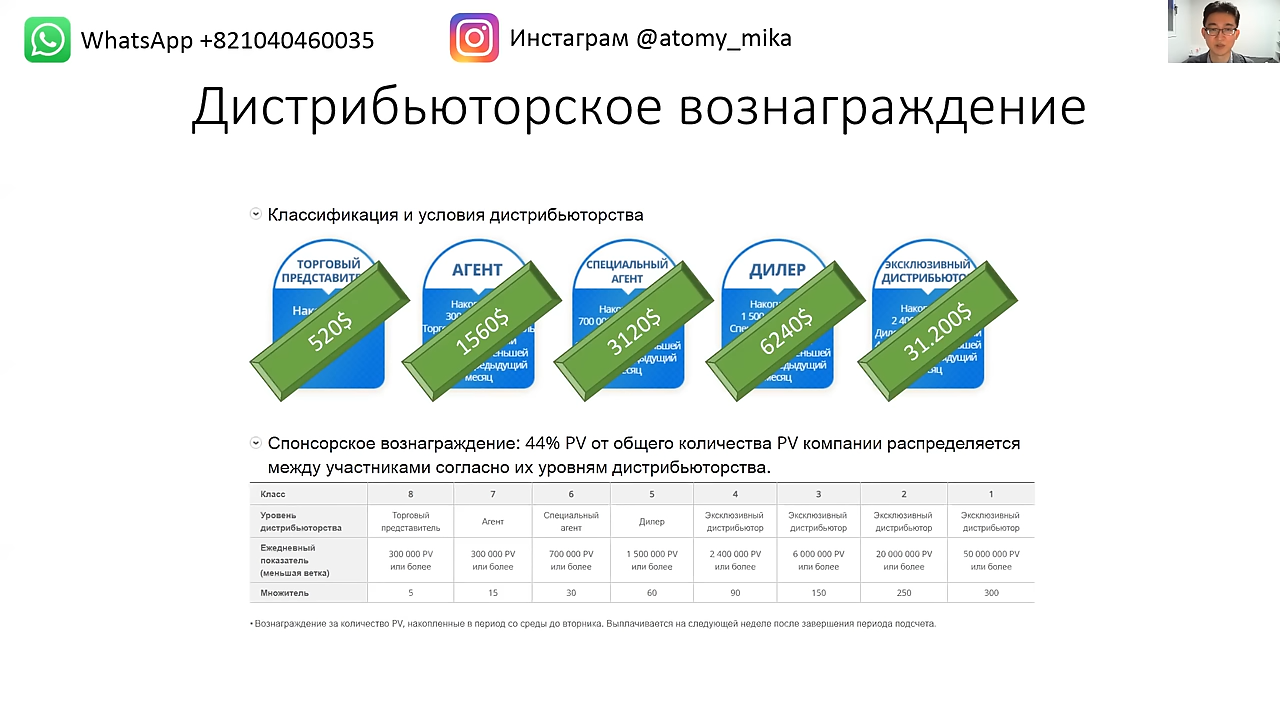 WhatsApp +821040460035
Инстаграм @atomy_mika
Дистрибьюторское вознаграждение
Классификация и условия дистрибьюторства
ТОРГОВЫЙ
520$
АГЕНТ
1560$
месяц
СПЕЦИАЛЬНЫЙ
АГЕНТ
3120$
ДИЛЕР
6240$
месяц
ЭКСКЛЮЗИВНЫЙ
31.200$
Спонсорское вознаграждение: 44% PV от общего количества PV компании распределяется
между участниками согласно их уровням дистрибьюторства.
Класс 8 7 6 5 4 3 2 1
Уровень дистрибьюторства Торговый представитель Агент Специальный агент Дилер Эксклюзивный дистрибьютор Эксклюзивный дистрибьютор Эксклюзивный дистрибьютор Эксклюзивный дистрибьютор
Ежедневный показатель (меньшая ветка) 300 000 PV или более 300 000 PV или более 700 000 PV или более 1 500 000 PV или более 2 400 000 PV или более 6 000 000 PV или более 20 000 000 PV или более 50 000 000 PV или более
Множитель 5 15 30 60 90 150 250 300
• Вознаграждение за количество PV, накопленные в период со среды до вторника. Выплачивается на следующей неделе после завершения периода подсчета.